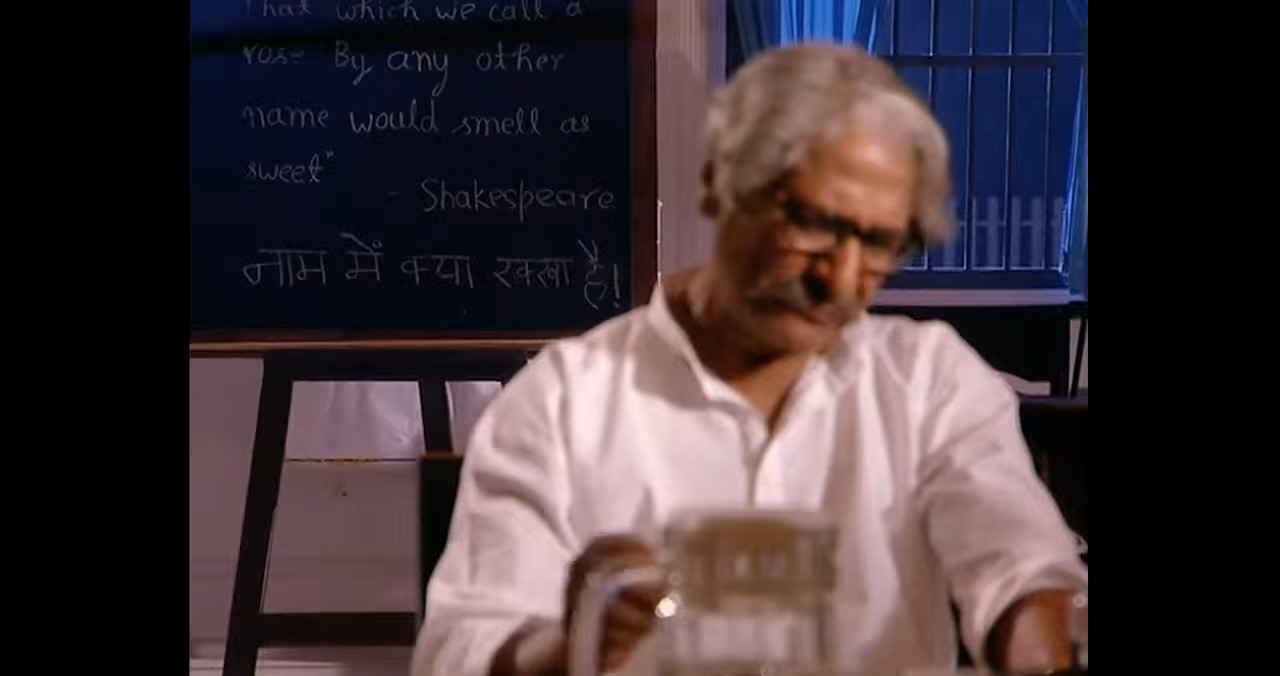 That which we call a
rose By any other
name would smell as
sweet"
- Shakespeare
नाम में क्या रक्खा है!